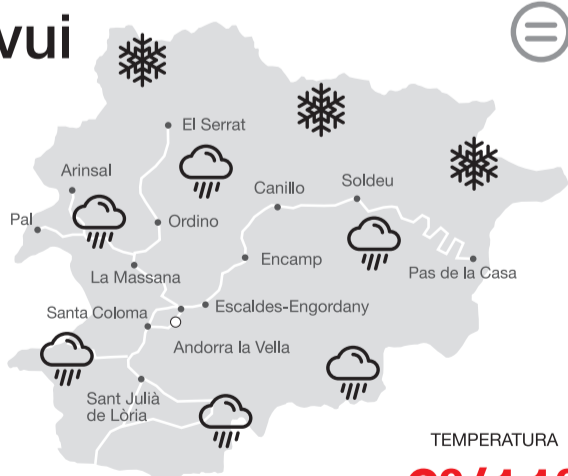 vui
El Serrat
Arinsal
Canillo
Soldeu
Pal
Ordino
Encamp
Pas de la Casa
La Massana
Santa Coloma
Escaldes-Engordany
Andorra la Vella
Sant Julià
de Lòria
TEMPERATURA